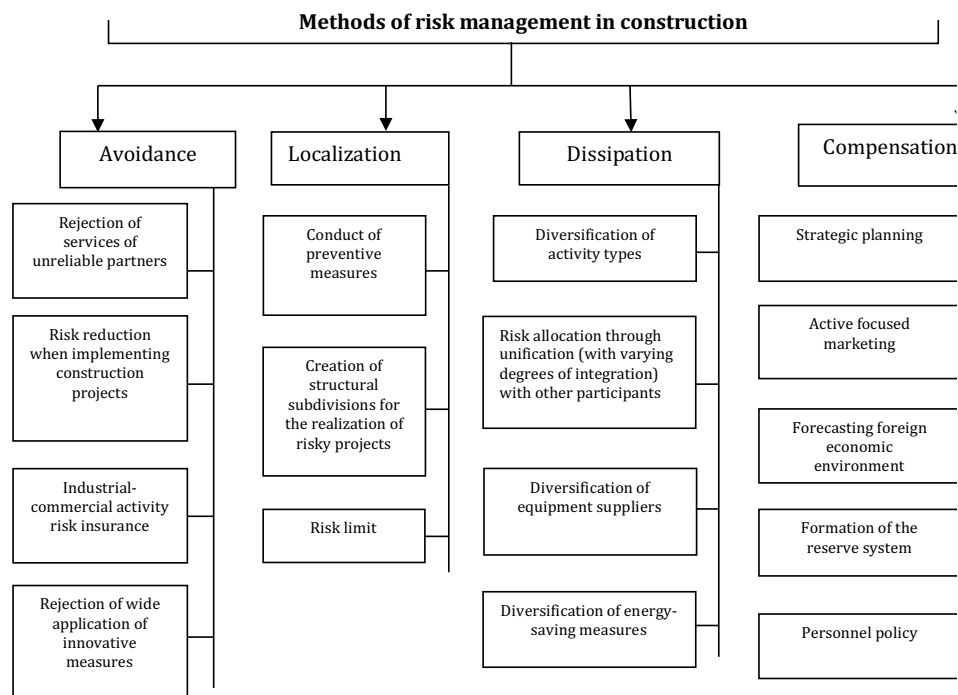 Methods of risk management in construction
Avoidance
Rejection of
services of
unreliable partners
Risk reduction
when implementing
construction
projects
Industrial-
commercial activity
risk insurance
Rejection of wide
application of
innovative
measures
Localization
Conduct of
preventive
measures
Creation of
structural
subdivisions for
the realization of
risky projects
Risk limit
Dissipation
Diversification of
activity types
Risk allocation through
unification (with varying
degrees of integration)
with other participants
Diversification of
equipment suppliers
Diversification of energy-
saving measures
Compensation
Strategic planning
Active focused
marketing
Forecasting foreign
economic
environment
Formation of the
reserve system
Personnel policy